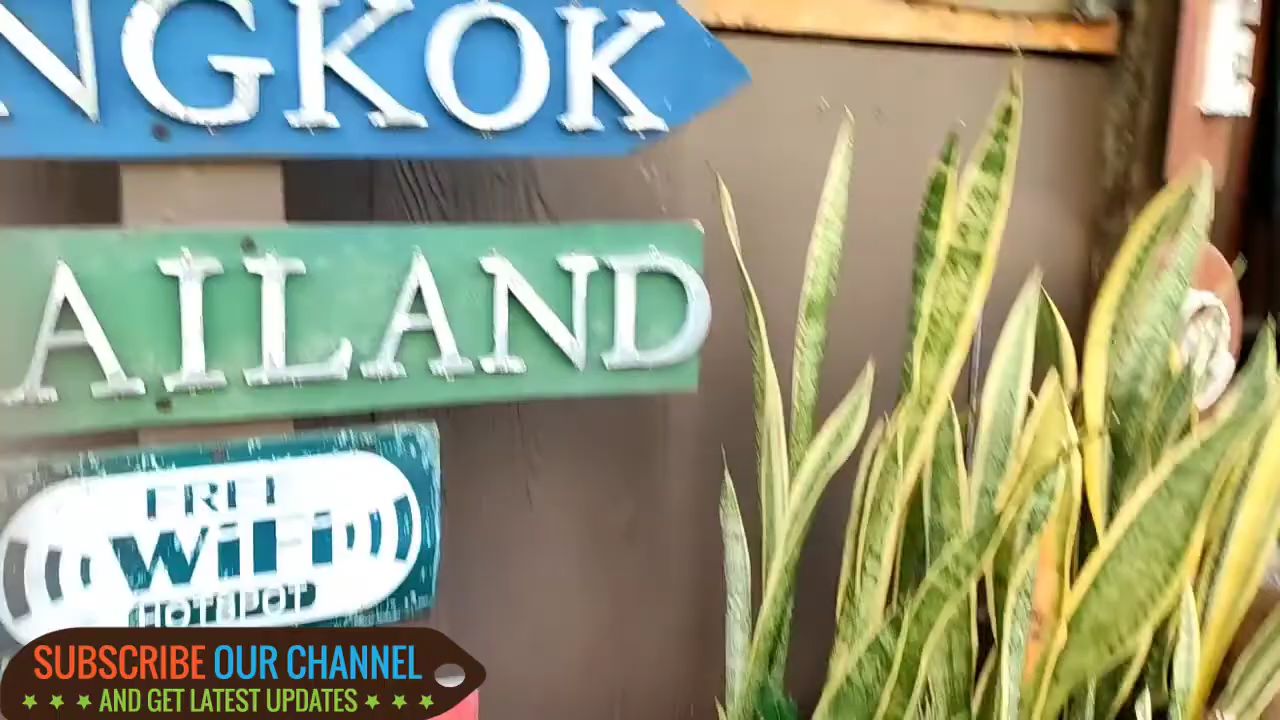 NGKOK
AILAND
FREE
WiFi
HOTSPOT
SUBSCRIBE OUR CHANNEL
AND GET LATEST UPDATES